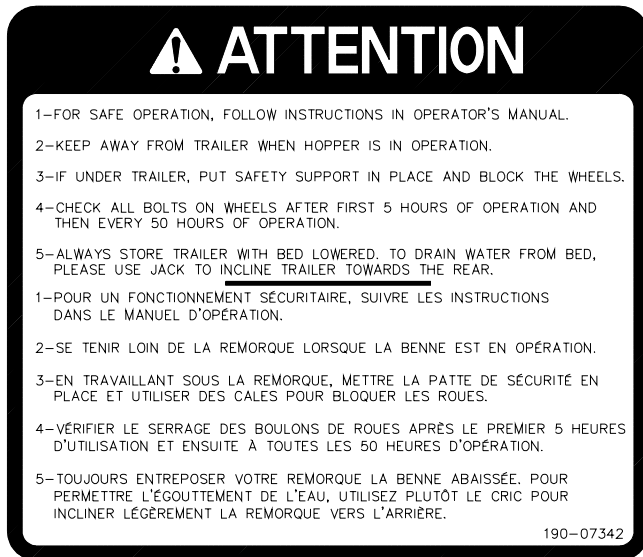 ATTENTION
1-FOR SAFE OPERATION, FOLLOW INSTRUCTIONS IN OPERATOR'S MANUAL.
2-KEEP AWAY FROM TRAILER WHEN HOPPER IS IN OPERATION.
3-IF UNDER TRAILER, PUT SAFETY SUPPORT IN PLACE AND BLOCK THE WHEELS.
4-CHECK ALL BOLTS ON WHEELS AFTER FIRST 5 HOURS OF OPERATION AND
THEN EVERY 50 HOURS OF OPERATION.
5-ALWAYS STORE TRAILER WITH BED LOWERED. TO DRAIN WATER FROM BED,
PLEASE USE JACK TO INCLINE TRAILER TOWARDS THE REAR.
1-POUR UN FONCTIONNEMENT SÉCURITAIRE, SUIVRE LES INSTRUCTIONS
DANS LE MANUEL D'OPÉRATION.
2-SE TENIR LOIN DE LA REMORQUE LORSQUE LA BENNE EST EN OPÉRATION.
3-EN TRAVAILLANT SOUS LA REMORQUE, METTRE LA PATTE DE SÉCURITÉ EN
PLACE ET UTILISER DES CALES POUR BLOQUER LES ROUES.
4-VÉRIFIER LE SERRAGE DES BOULONS DE ROUES APRÈS LE PREMIER 5 HEURES
D'UTILISATION ET ENSUITE À TOUTES LES 50 HEURES D'OPÉRATION.
5-TOUJOURS ENTREPOSER VOTRE REMORQUE LA BENNE ABAISSÉE. POUR
PERMETTRE L'ÉGOUTTEMENT DE L'EAU, UTILISEZ PLUTÔT LE CRIC POUR
INCLINER LÉGÈREMENT LA REMORQUE VERS L'ARRIÈRE.
190-07342